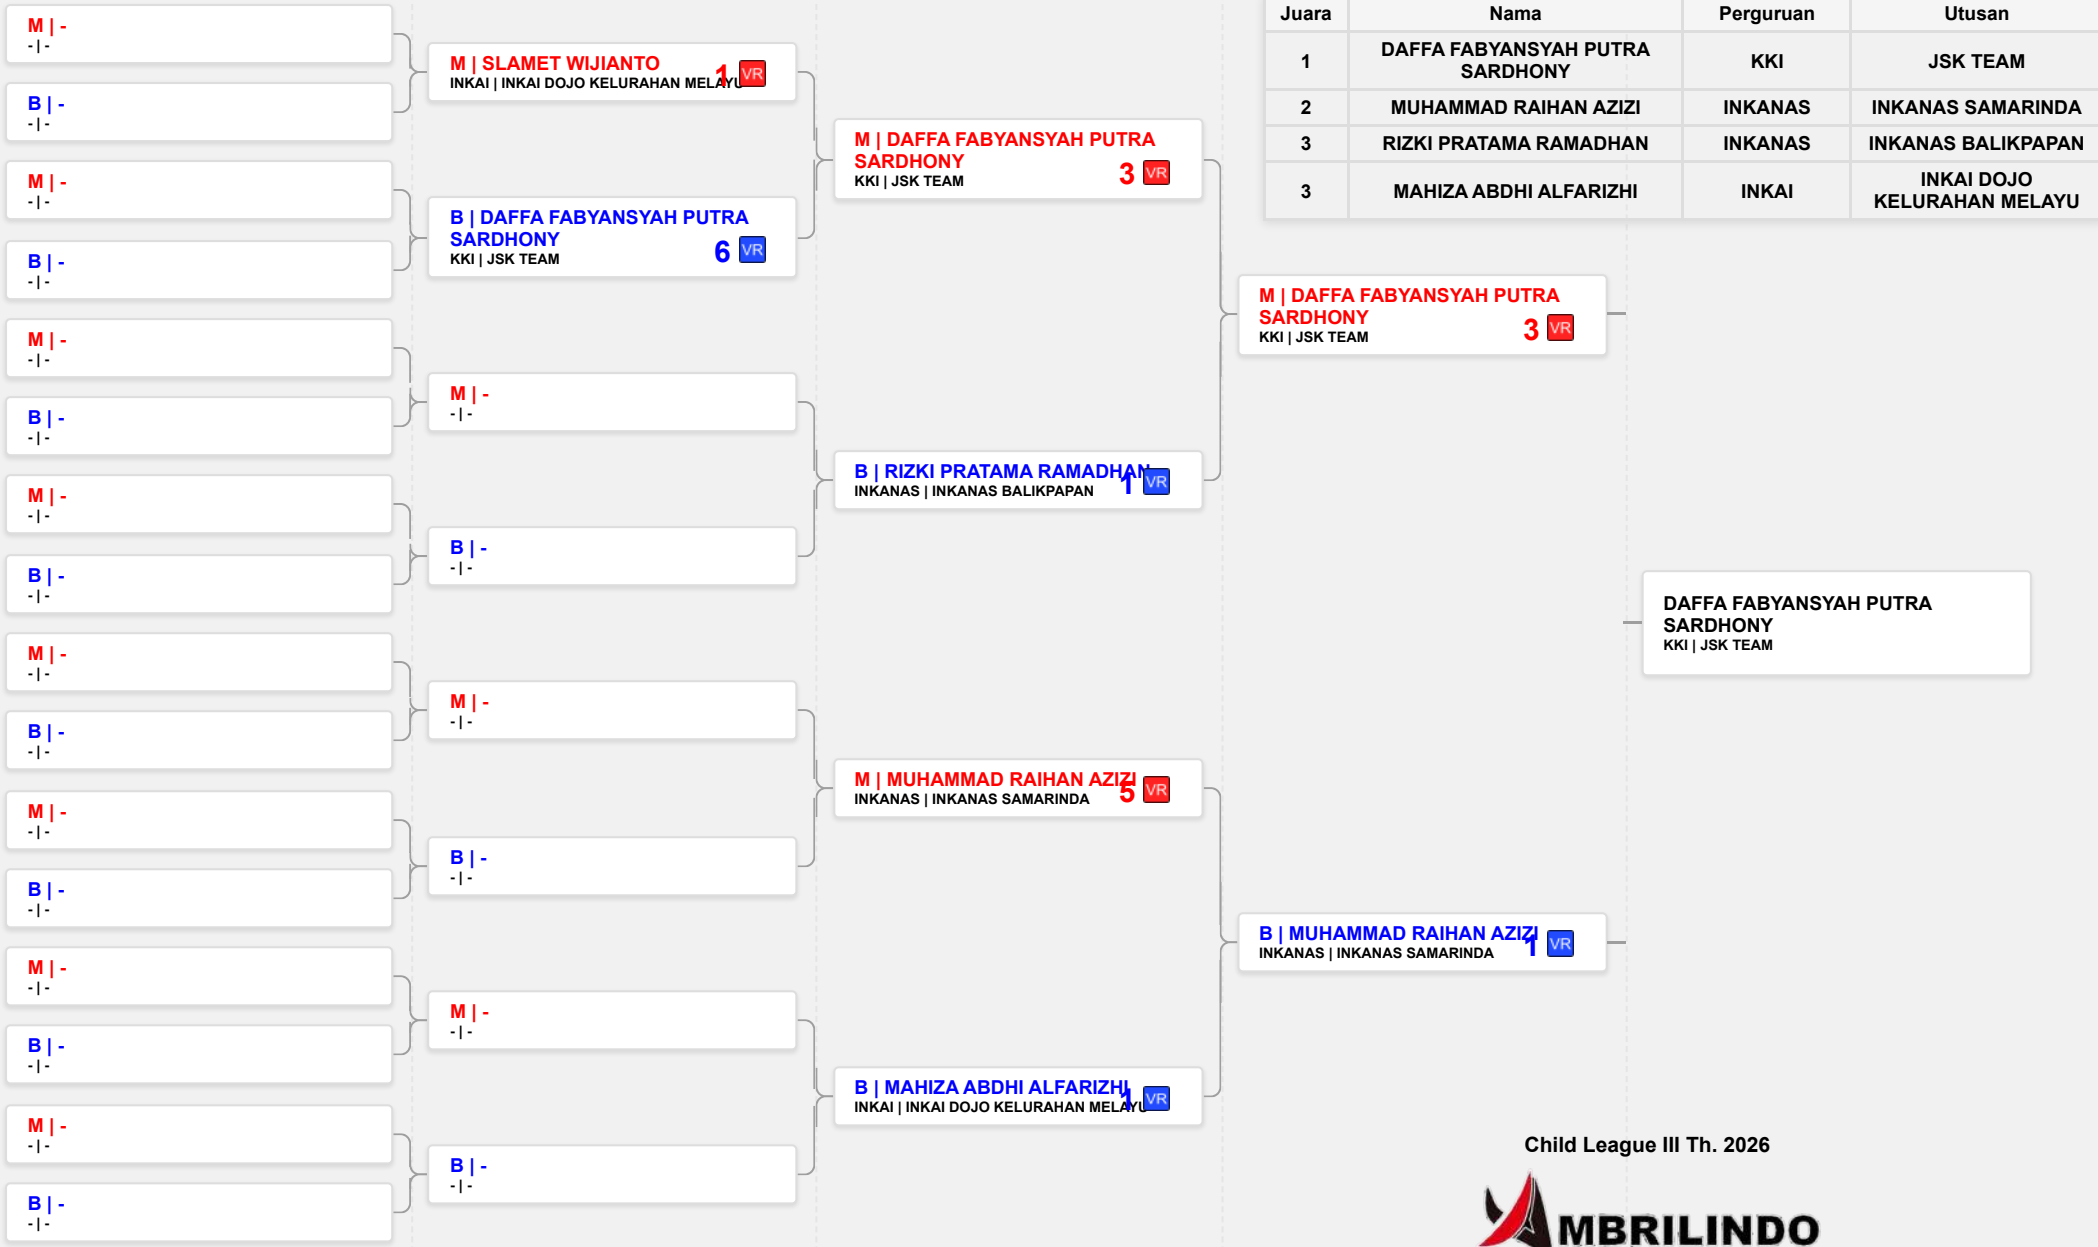 M | -
-|-
B | -
-|-
M | -
-|-
B | -
-|-
M | -
-|-
B | -
-|-
M | -
-|-
B | -
-|-
M | -
-|-
B | -
-|-
M | -
-|-
B | -
-|-
M | -
-|-
B | -
-|-
M | -
-|-
B | -
-|-
M | SLAMET WIJIANTO
INKAI | INKAI DOJO KELURAHAN MELAYU
1 VR
B | DAFFA FABYANSYAH PUTRA
SARDHONY
KKI | JSK TEAM
6 VR
M | -
-|-
B | -
-|-
M | -
-|-
B | -
-|-
M | -
-|-
B | -
-|-
M | DAFFA FABYANSYAH PUTRA
SARDHONY
KKI | JSK TEAM
3 VR
B | RIZKI PRATAMA RAMADHAN
INKANAS | INKANAS BALIKPAPAN
1 VR
M | MUHAMMAD RAIHAN AZIZI
INKANAS | INKANAS SAMARINDA
5 VR
B | MAHIZA ABDHI ALFARIZHI
INKAI | INKAI DOJO KELURAHAN MELAYU
1 VR
M | DAFFA FABYANSYAH PUTRA
SARDHONY
KKI | JSK TEAM
3 VR
B | MUHAMMAD RAIHAN AZIZI
INKANAS | INKANAS SAMARINDA
1 VR
DAFFA FABYANSYAH PUTRA
SARDHONY
KKI | JSK TEAM
Juara Nama Perguruan Utusan
1 DAFFA FABYANSYAH PUTRA SARDHONY KKI JSK TEAM
2 MUHAMMAD RAIHAN AZIZI INKANAS INKANAS SAMARINDA
3 RIZKI PRATAMA RAMADHAN INKANAS INKANAS BALIKPAPAN
3 MAHIZA ABDHI ALFARIZHI INKAI INKAI DOJO KELURAHAN MELAYU
Child League III Th. 2026
AMBRILINDO